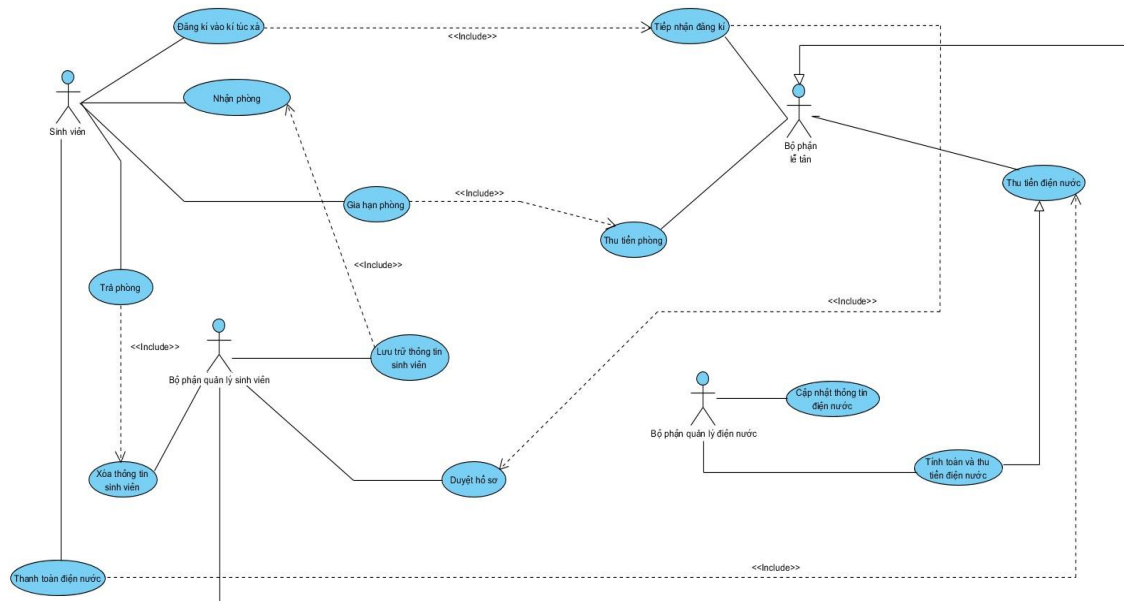 Đăng kí vào kí túc xá
<<Include>>
Tiếp nhận đăng kí
Nhận phòng
Sinh viên
Bộ phận
lễ tân
Thu tiền điện nước
Gia hạn phòng
<<Include>>
Thu tiền phòng
<<Include>>
Trả phòng
<<Include>>
<<Include>>
Lưu trữ thông tin
sinh viên
Bộ phận quản lý sinh viên
Cập nhật thông tin
điện nước
Bộ phận quản lý điện nước
Xóa thông tin
sinh viên
Duyệt hồ sơ
Tính toán và thu
tiền điện nước
Thanh toán điện nước
<<Include>>